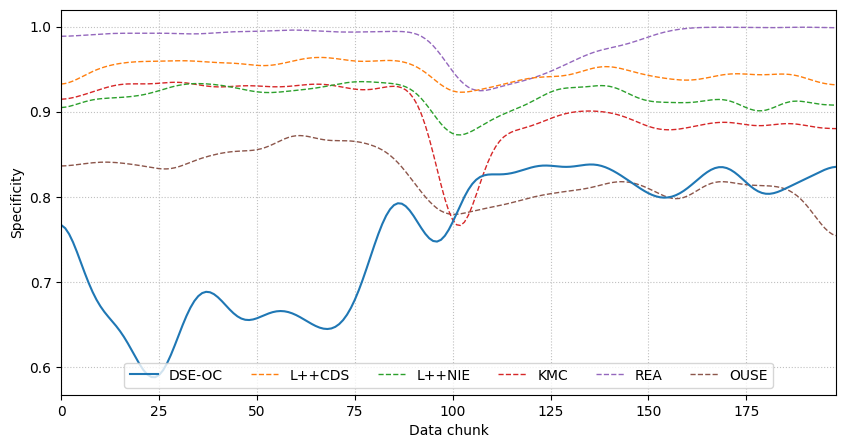 1.0
0.9
0.8
0.7
0.6
Specificity
DSE-OC L++CDS L++NIE KMC REA OUSE
0 25 50 75 100 125 150 175
Data chunk